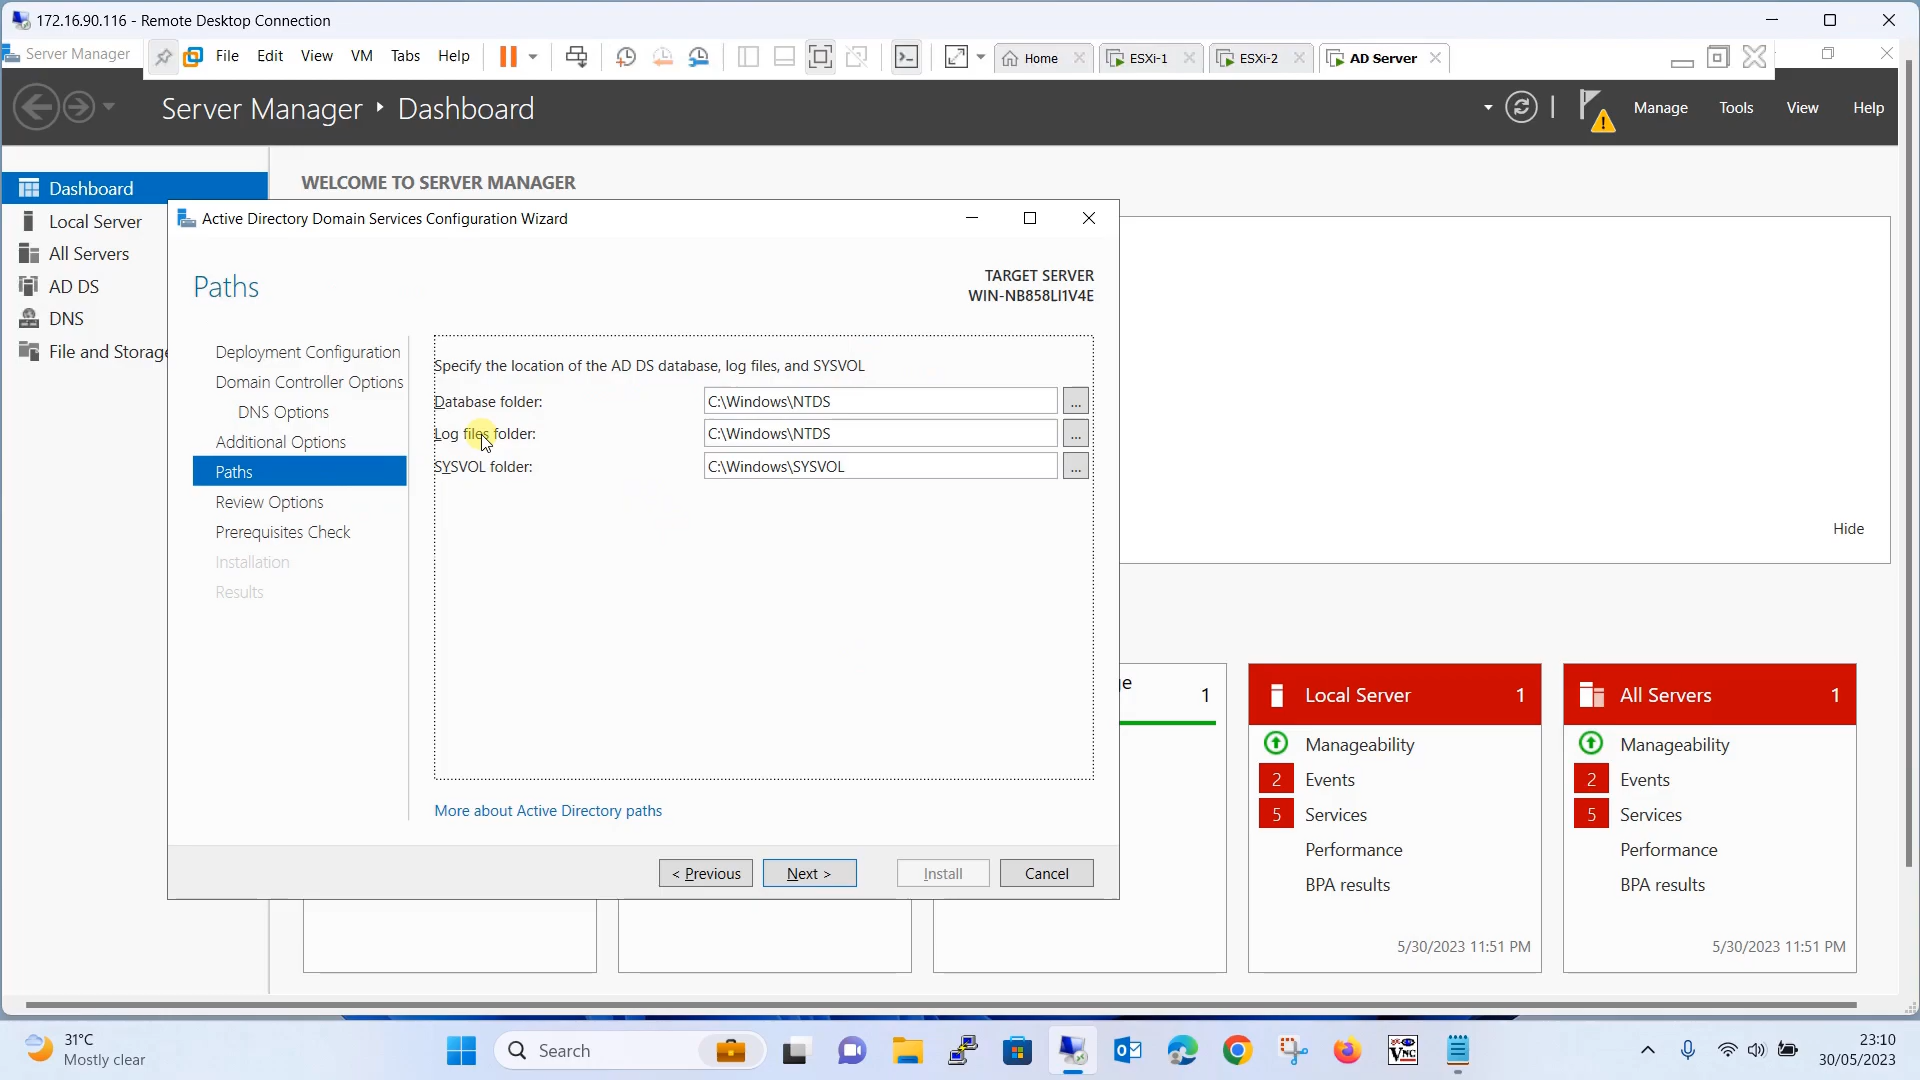 172.16.90.116 - Remote Desktop Connection
Server Manager
File Edit View VM Tabs Help
Home
ESXi-1
ESXi-2
AD Server
Server Manager ‣ Dashboard
Manage Tools View Help
Dashboard
Local Server
All Servers
AD DS
DNS
File and Storage
WELCOME TO SERVER MANAGER
Active Directory Domain Services Configuration Wizard
Paths
TARGET SERVER
WIN-NB858LI1V4E
Deployment Configuration
Domain Controller Options
DNS Options
Additional Options
Paths
Review Options
Prerequisites Check
Installation
Results
Specify the location of the AD DS database, log files, and SYSVOL
Database folder: C:\Windows\NTDS ...
Log files folder: C:\Windows\NTDS ...
SYSVOL folder: C:\Windows\SYSVOL ...
More about Active Directory paths
< Previous Next > Install Cancel
Hide
ge 1
Local Server 1
Manageability
2 Events
5 Services
Performance
BPA results
5/30/2023 11:51 PM
All Servers 1
Manageability
2 Events
5 Services
Performance
BPA results
5/30/2023 11:51 PM
31°C
Mostly clear
Search
VNC
23:10
30/05/2023